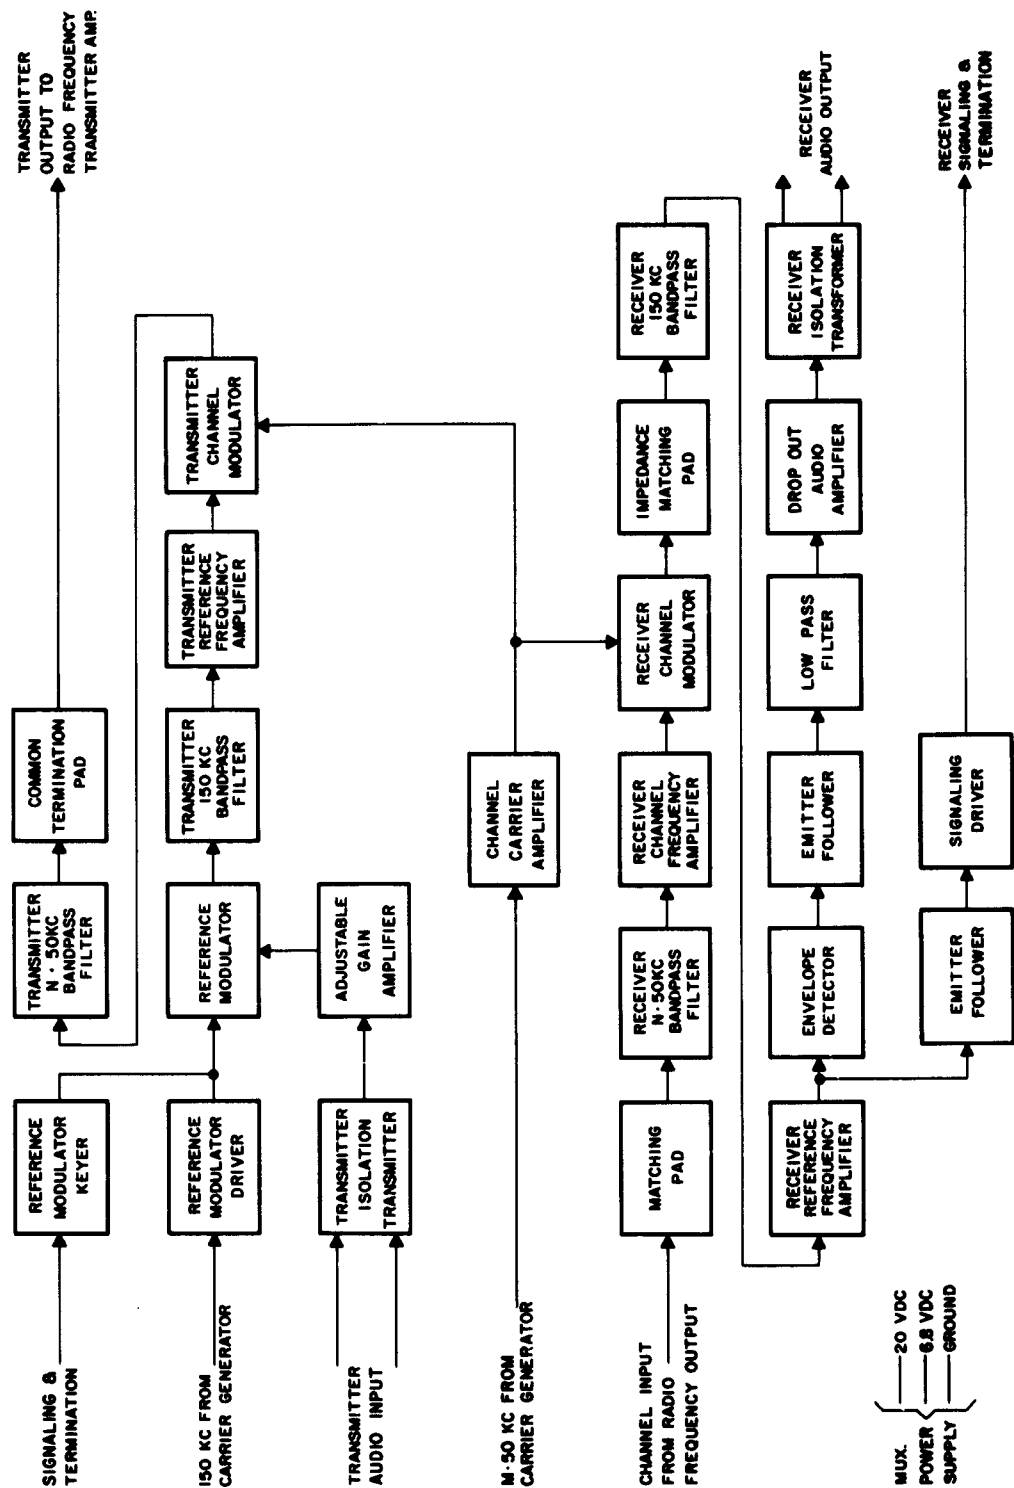 SIGNALING &
TERMINATION
REFERENCE
MODULATOR
KEYER
TRANSMITTER
N·50KC
BANDPASS
FILTER
COMMON
TERMINATION
PAD
TRANSMITTER
OUTPUT TO
RADIO FREQUENCY
TRANSMITTER AMP.
150 KC FROM
CARRIER GENERATOR
REFERENCE
MODULATOR
DRIVER
REFERENCE
MODULATOR
TRANSMITTER
150 KC
BANDPASS
FILTER
TRANSMITTER
REFERENCE
FREQUENCY
AMPLIFIER
TRANSMITTER
CHANNEL
MODULATOR
TRANSMITTER
AUDIO INPUT
TRANSMITTER
ISOLATION
TRANSMITTER
ADJUSTABLE
GAIN
AMPLIFIER
M·50 KC FROM
CARRIER GENERATOR
CHANNEL
CARRIER
AMPLIFIER
CHANNEL INPUT
FROM RADIO
FREQUENCY OUTPUT
MATCHING
PAD
RECEIVER
N·50KC
BANDPASS
FILTER
RECEIVER
CHANNEL
FREQUENCY
AMPLIFIER
RECEIVER
CHANNEL
MODULATOR
IMPEDANCE
MATCHING
PAD
RECEIVER
150 KC
BANDPASS
FILTER
RECEIVER
REFERENCE
FREQUENCY
AMPLIFIER
ENVELOPE
DETECTOR
EMITTER
FOLLOWER
LOW PASS
FILTER
DROP OUT
AUDIO
AMPLIFIER
RECEIVER
ISOLATION
TRANSFORMER
RECEIVER
AUDIO OUTPUT
EMITTER
FOLLOWER
SIGNALING
DRIVER
RECEIVER
SIGNALING &
TERMINATION
MUX. 20 VDC
POWER 6.8 VDC
SUPPLY GROUND